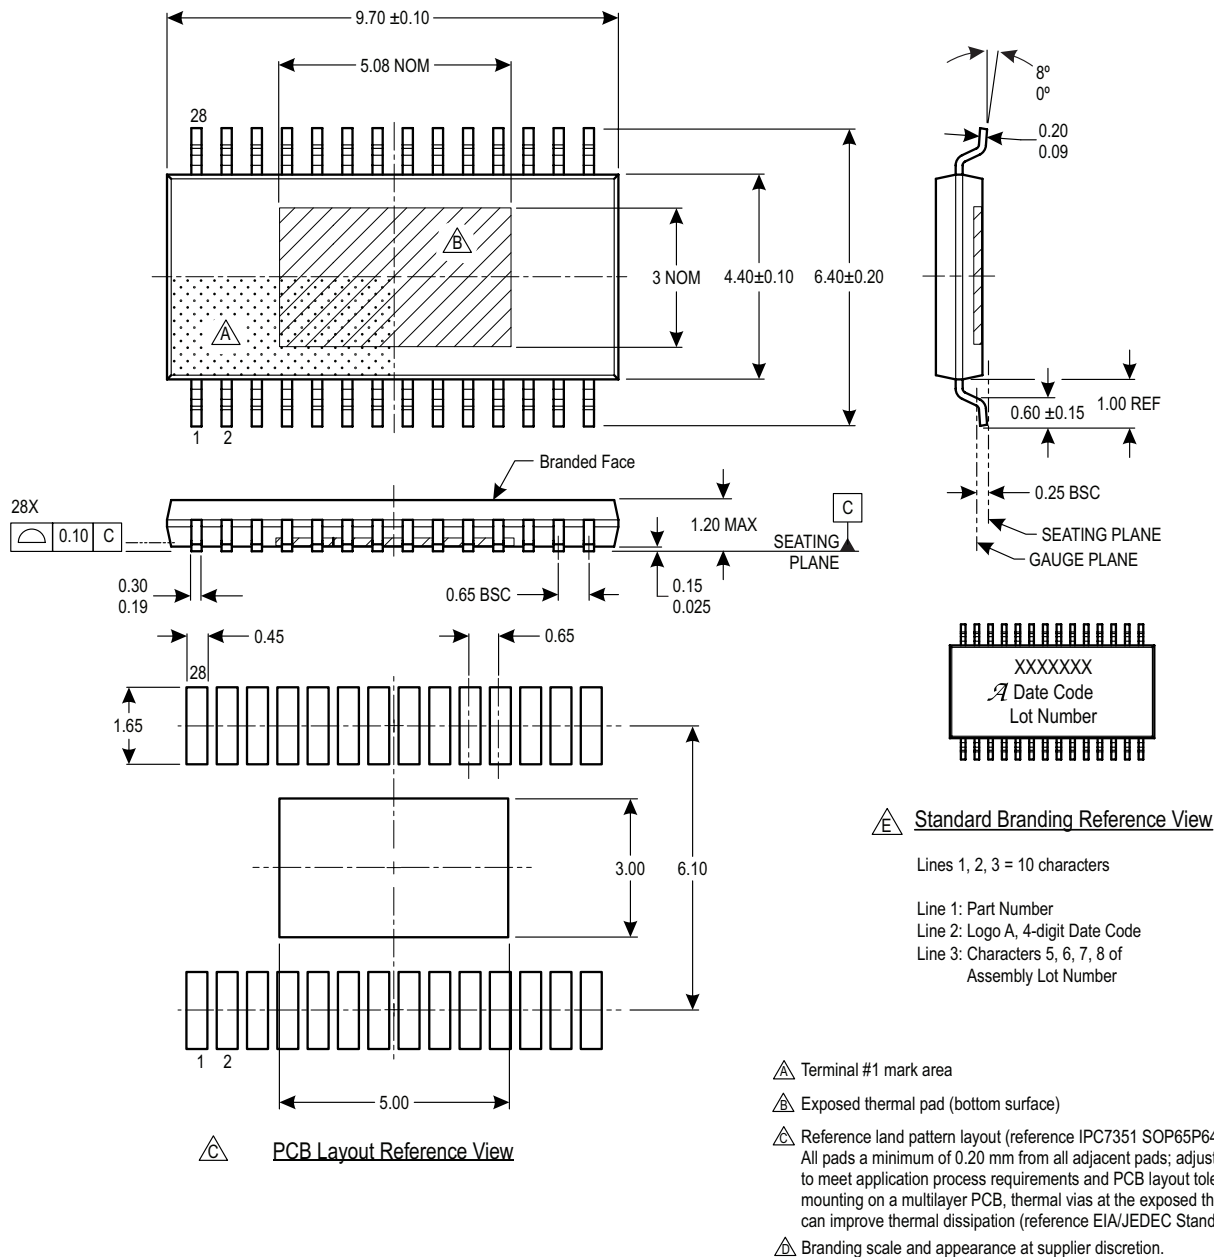 9.70 ±0.10
5.08 NOM
28
8º
0º
0.20
0.09
B
3 NOM
4.40±0.10
6.40±0.20
A
1 2
0.60 ±0.15
1.00 REF
Branded Face
28X
0.10 C
1.20 MAX
C
SEATING
PLANE
0.25 BSC
SEATING PLANE
GAUGE PLANE
0.30
0.19
0.65 BSC
0.15
0.025
0.45
0.65
28
1.65
XXXXXXX
A Date Code
Lot Number
E Standard Branding Reference View
3.00
6.10
Lines 1, 2, 3 = 10 characters
Line 1: Part Number
Line 2: Logo A, 4-digit Date Code
Line 3: Characters 5, 6, 7, 8 of
Assembly Lot Number
1 2
5.00
C PCB Layout Reference View
A Terminal #1 mark area
B Exposed thermal pad (bottom surface)
C Reference land pattern layout (reference IPC7351 SOP65P64
All pads a minimum of 0.20 mm from all adjacent pads; adjust
to meet application process requirements and PCB layout tole
mounting on a multilayer PCB, thermal vias at the exposed th
can improve thermal dissipation (reference EIA/JEDEC Stand
D Branding scale and appearance at supplier discretion.